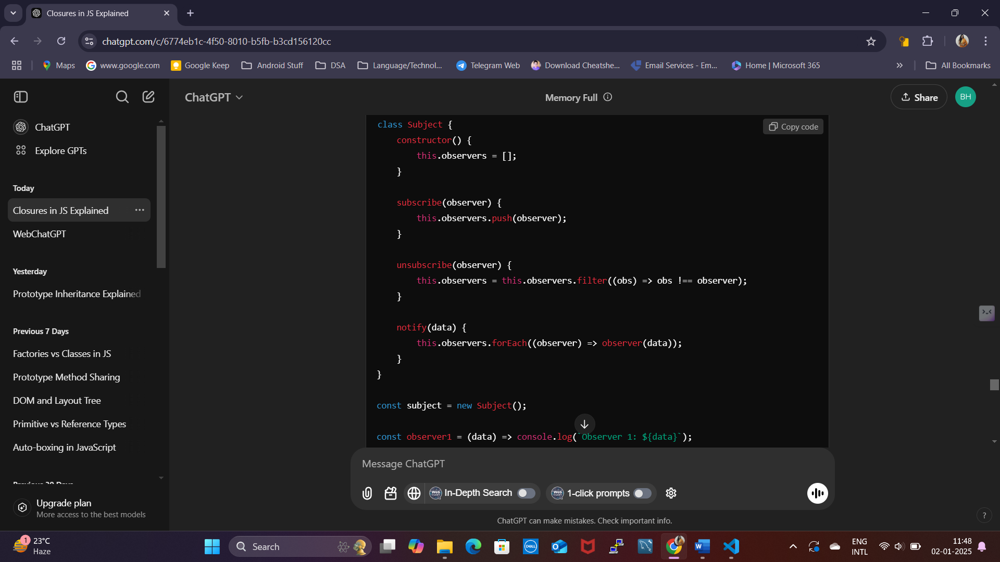 Closures in JS Explained
chatgpt.com/c/6774eb1c-4f50-8010-b5fb-b3cd156120cc
Maps
www.google.com
Google Keep
Android Stuff
DSA
Language/Technol...
Telegram Web
Download Cheatshe...
Email Services - Em...
Home | Microsoft 365
All Bookmarks
ChatGPT
Explore GPTs
Today
Closures in JS Explained
WebChatGPT
Yesterday
Prototype Inheritance Explained
Previous 7 Days
Factories vs Classes in JS
Prototype Method Sharing
DOM and Layout Tree
Primitive vs Reference Types
Auto-boxing in JavaScript
Previous 30 Days
Upgrade plan
More access to the best models
ChatGPT
Memory Full
Share
BH
Copy code
class Subject {
    constructor() {
        this.observers = [];
    }

    subscribe(observer) {
        this.observers.push(observer);
    }

    unsubscribe(observer) {
        this.observers = this.observers.filter((obs) => obs !== observer);
    }

    notify(data) {
        this.observers.forEach((observer) => observer(data));
    }
}

const subject = new Subject();

const observer1 = (data) => console.log(`Observer 1: ${data}`);
Message ChatGPT
Web
In-Depth Search
Web
1-click prompts
ChatGPT can make mistakes. Check important info.
?
1
23°C
Haze
Search
DELL
ENG
INTL
11:48
02-01-2025